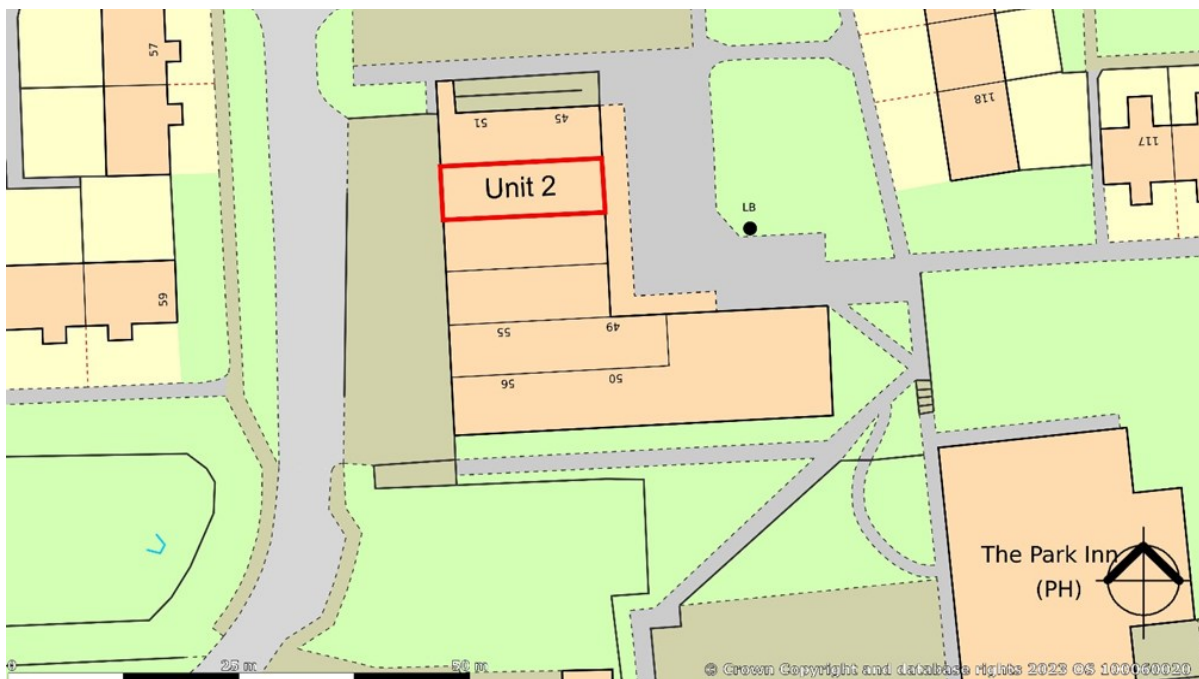 57
118
117
51
45
Unit 2
LB
59
55
49
56
50
The Park Inn
(PH)
0
25 m
50 m
© Crown Copyright and database rights 2023 OS 100060020